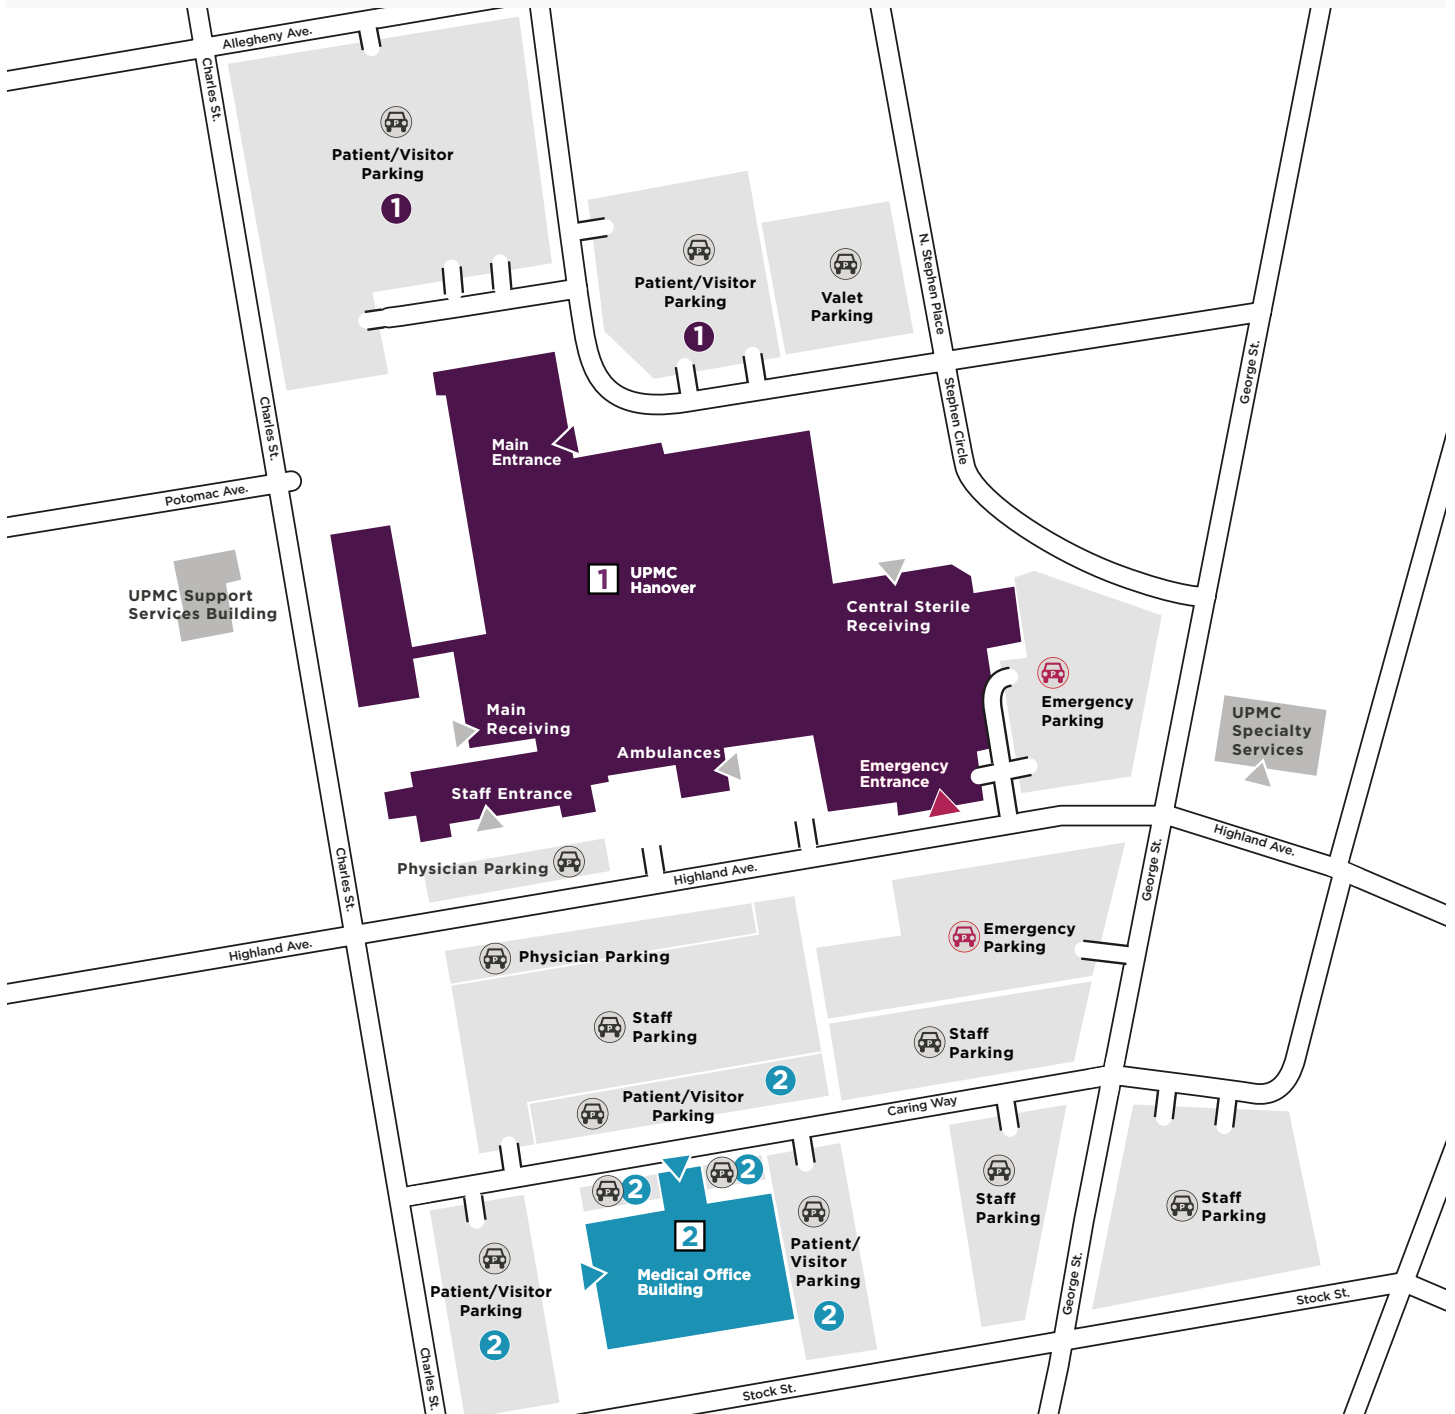 Allegheny Ave.
Charles St.
P
Patient/Visitor
Parking
1
P
Patient/Visitor
Parking
1
P
Valet
Parking
N. Stephen Place
George St.
Stephen Circle
Charles St.
Main
Entrance
Potomac Ave.
1
UPMC
Hanover
UPMC Support
Services Building
Central Sterile
Receiving
P
Emergency
Parking
Main
Receiving
UPMC
Specialty
Services
Ambulances
Emergency
Entrance
Staff Entrance
Highland Ave.
Physician Parking
P
Charles St.
Highland Ave.
George St.
Highland Ave.
P
Physician Parking
P
Emergency
Parking
P
Staff
Parking
P
Staff
Parking
2
P
Patient/Visitor
Parking
Caring Way
P
2
P
2
P
Staff
Parking
P
Staff
Parking
2
Medical Office
Building
P
Patient/
Visitor
Parking
2
P
Patient/Visitor
Parking
2
George St.
Stock St.
Charles St.
Stock St.